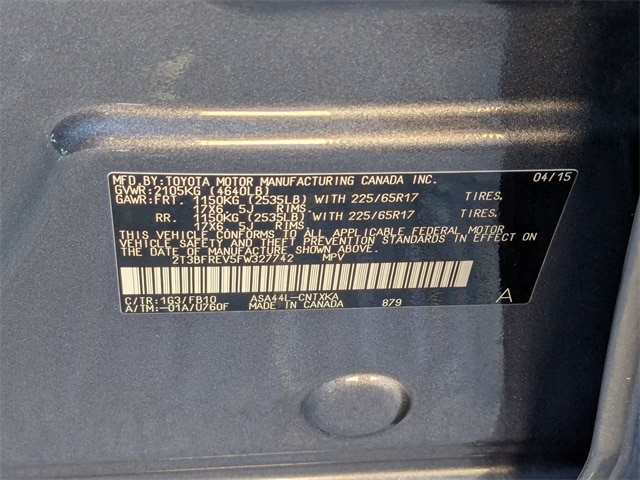 MFD.BY:TOYOTA MOTOR MANUFACTURING CANADA INC. 04/15
GVWR:2105KG (4640LB)
GAWR:FRT. 1150KG (2535LB) WITH 225/65R17 TIRES,
17X6.5J RIMS
RR. 1150KG (2535LB) WITH 225/65R17 TIRES,
17X6.5J RIMS
THIS VEHICLE CONFORMS TO ALL APPLICABLE FEDERAL MOTOR
VEHICLE SAFETY AND THEFT PREVENTION STANDARDS IN EFFECT ON
THE DATE OF MANUFACTURE SHOWN ABOVE.
2T3BFREV5FW327742 MPV
C/TR:1G3/FB10 ASA44L-CNTXKA A
A/TM:-01A/U760F MADE IN CANADA 879